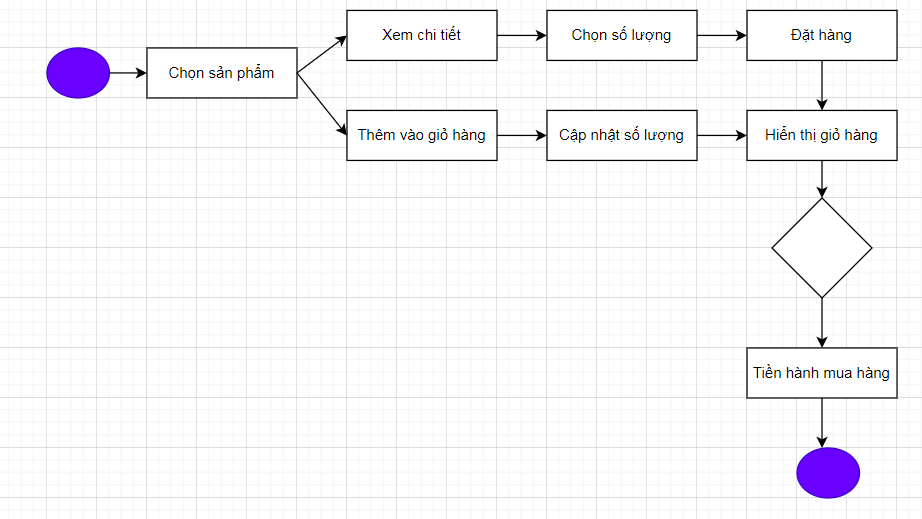 Xem chi tiết
Chọn số lượng
Đặt hàng
Chọn sản phẩm
Thêm vào giỏ hàng
Cập nhật số lượng
Hiển thị giỏ hàng
Tiền hành mua hàng